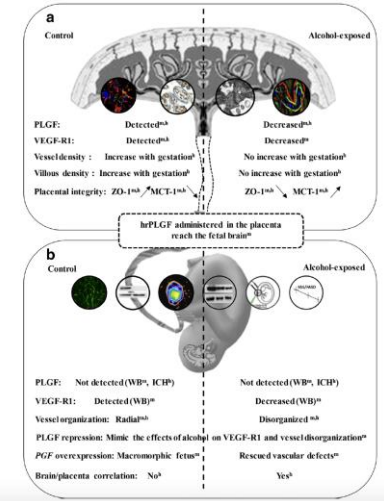 a
Control Alcohol-exposed
PLGF: Detectedᵐ,ʰ Decreasedᵐ,ʰ
VEGF-R1: Detectedᵐ,ʰ Decreasedᵐ
Vessel density : Increase with gestationʰ No increase with gestationʰ
Villous density : Increase with gestationʰ No increase with gestationʰ
Placental integrity: ZO-1ᵐ,ʰ MCT-1ᵐ,ʰ ZO-1ᵐ,ʰ MCT-1ᵐ,ʰ
hrPLGF administered in the placenta
reach the fetal brainᵐ
b
Control Alcohol-exposed
PLGF: Not detected (WBᵐ, ICHʰ) Not detected (WBᵐ, ICHʰ)
VEGF-R1: Detected (WB)ᵐ Decreased (WB)ᵐ
Vessel organization: Radialᵐ,ʰ Disorganized ᵐ,ʰ
PLGF repression: Mimic the effects of alcohol on VEGF-R1 and vessel disorganizationᵐ
PGF overexpression: Macromorphic fetusᵐ Rescued vascular defectsᵐ
Brain/placenta correlation: Noʰ Yesʰ